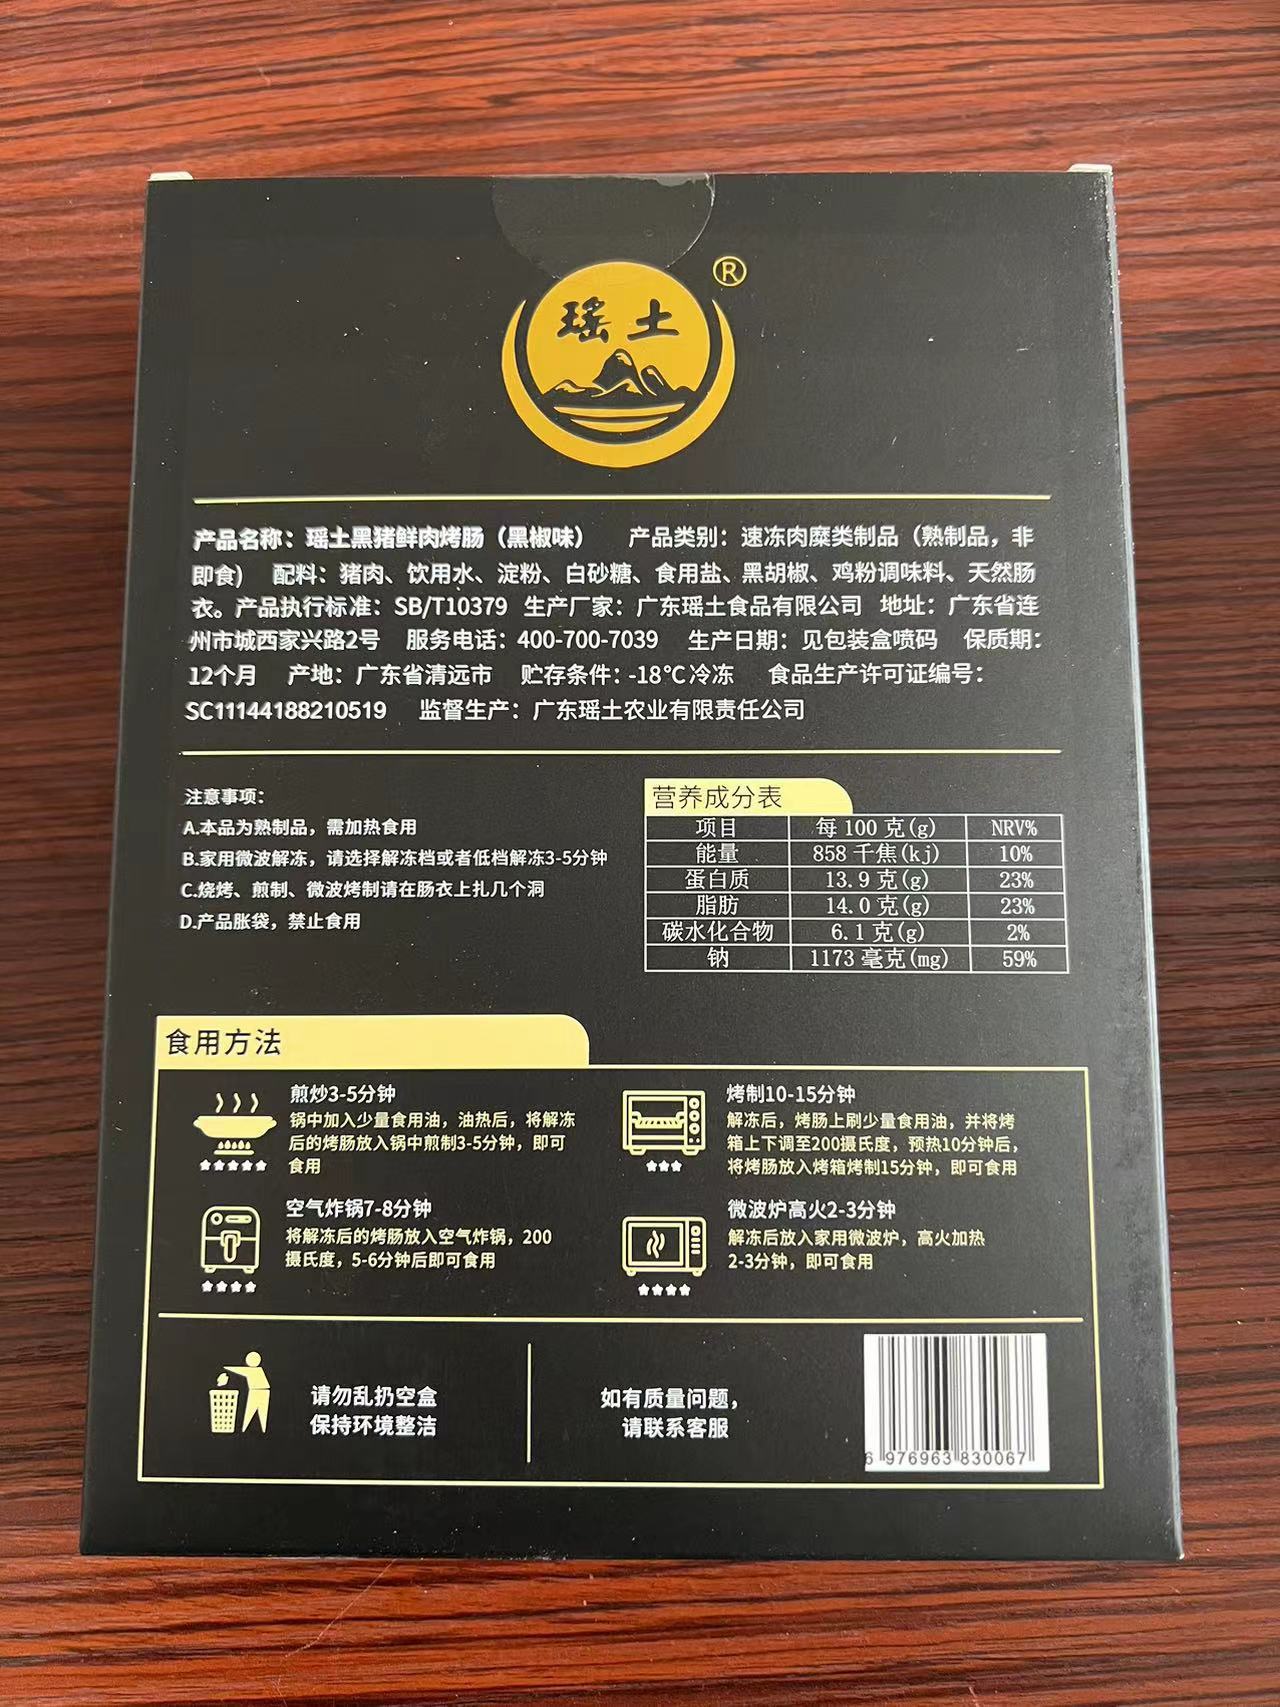 瑶土
®
产品名称：瑶土黑猪鲜肉烤肠（黑椒味） 产品类别：速冻肉糜类制品（熟制品，非
即食） 配料：猪肉、饮用水、淀粉、白砂糖、食用盐、黑胡椒、鸡粉调味料、天然肠
衣。产品执行标准：SB/T10379 生产厂家：广东瑶土食品有限公司 地址：广东省连
州市城西家兴路2号 服务电话：400-700-7039 生产日期：见包装盒喷码 保质期：
12个月 产地：广东省清远市 贮存条件：-18℃冷冻 食品生产许可证编号：
SC11144188210519 监督生产：广东瑶土农业有限责任公司
注意事项：
A.本品为熟制品，需加热食用
B.家用微波解冻，请选择解冻档或者低档解冻3-5分钟
C.烧烤、煎制、微波烤制请在肠衣上扎几个洞
D.产品胀袋，禁止食用
营养成分表
项目 每100克(g) NRV%
能量 858千焦(kj) 10%
蛋白质 13.9克(g) 23%
脂肪 14.0克(g) 23%
碳水化合物 6.1克(g) 2%
钠 1173毫克(mg) 59%
食用方法
煎炒3-5分钟
锅中加入少量食用油，油热后，将解冻
后的烤肠放入锅中煎制3-5分钟，即可
食用
烤制10-15分钟
解冻后，烤肠上刷少量食用油，并将烤
箱上下调至200摄氏度，预热10分钟后，
将烤肠放入烤箱烤制15分钟，即可食用
空气炸锅7-8分钟
将解冻后的烤肠放入空气炸锅，200
摄氏度，5-6分钟后即可食用
微波炉高火2-3分钟
解冻后放入家用微波炉，高火加热
2-3分钟，即可食用
请勿乱扔空盒
保持环境整洁
如有质量问题，
请联系客服
6 976963 830067